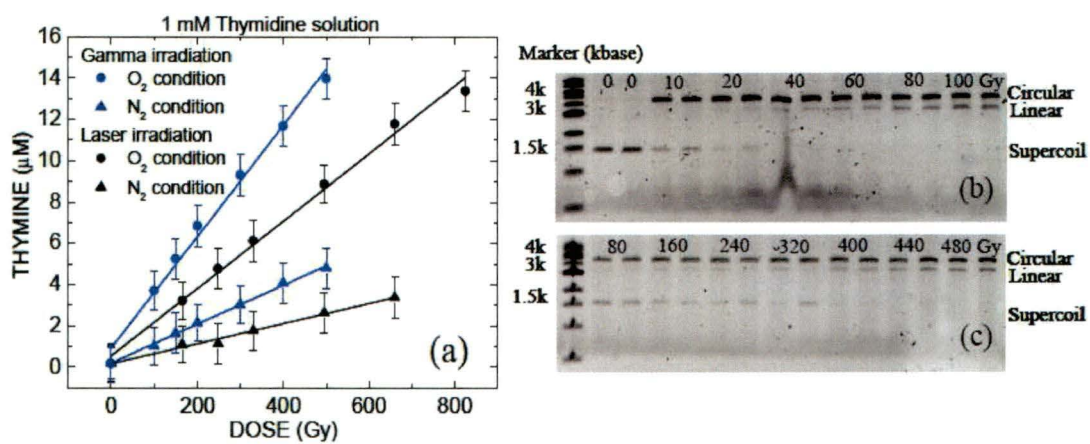 1 mM Thymidine solution
16
14
12
10
8
6
4
2
0
THYMINE (μM)
Gamma irradiation
O₂ condition
N₂ condition
Laser irradiation
O₂ condition
N₂ condition
(a)
0 200 400 600 800
DOSE (Gy)
Marker (kbase)
0 0 10 20 40 60 80 100 Gy
4k
3k
1.5k
Circular
Linear
Supercoil
(b)
80 160 240 320 400 440 480 Gy
4k
3k
1.5k
Circular
Linear
Supercoil
(c)